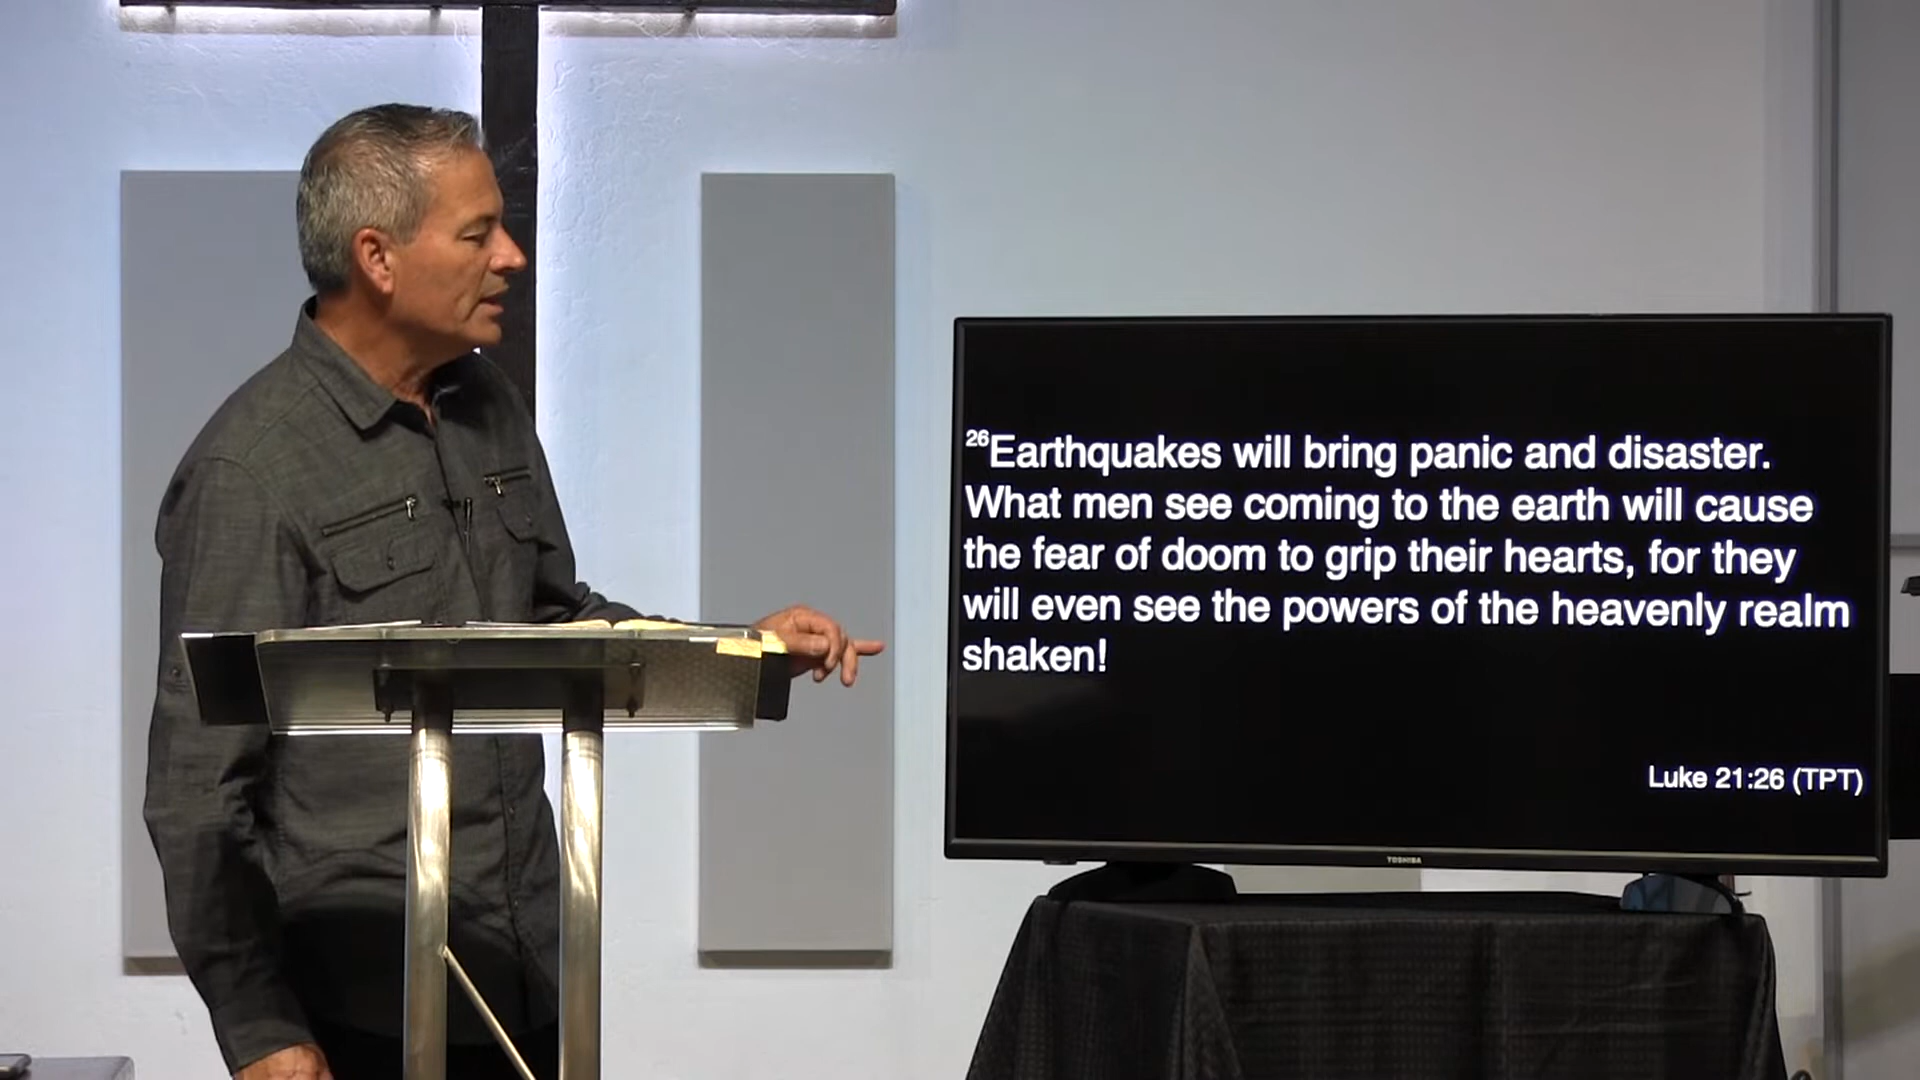 ²⁶Earthquakes will bring panic and disaster.
What men see coming to the earth will cause
the fear of doom to grip their hearts, for they
will even see the powers of the heavenly realm
shaken!
Luke 21:26 (TPT)
TOSHIBA